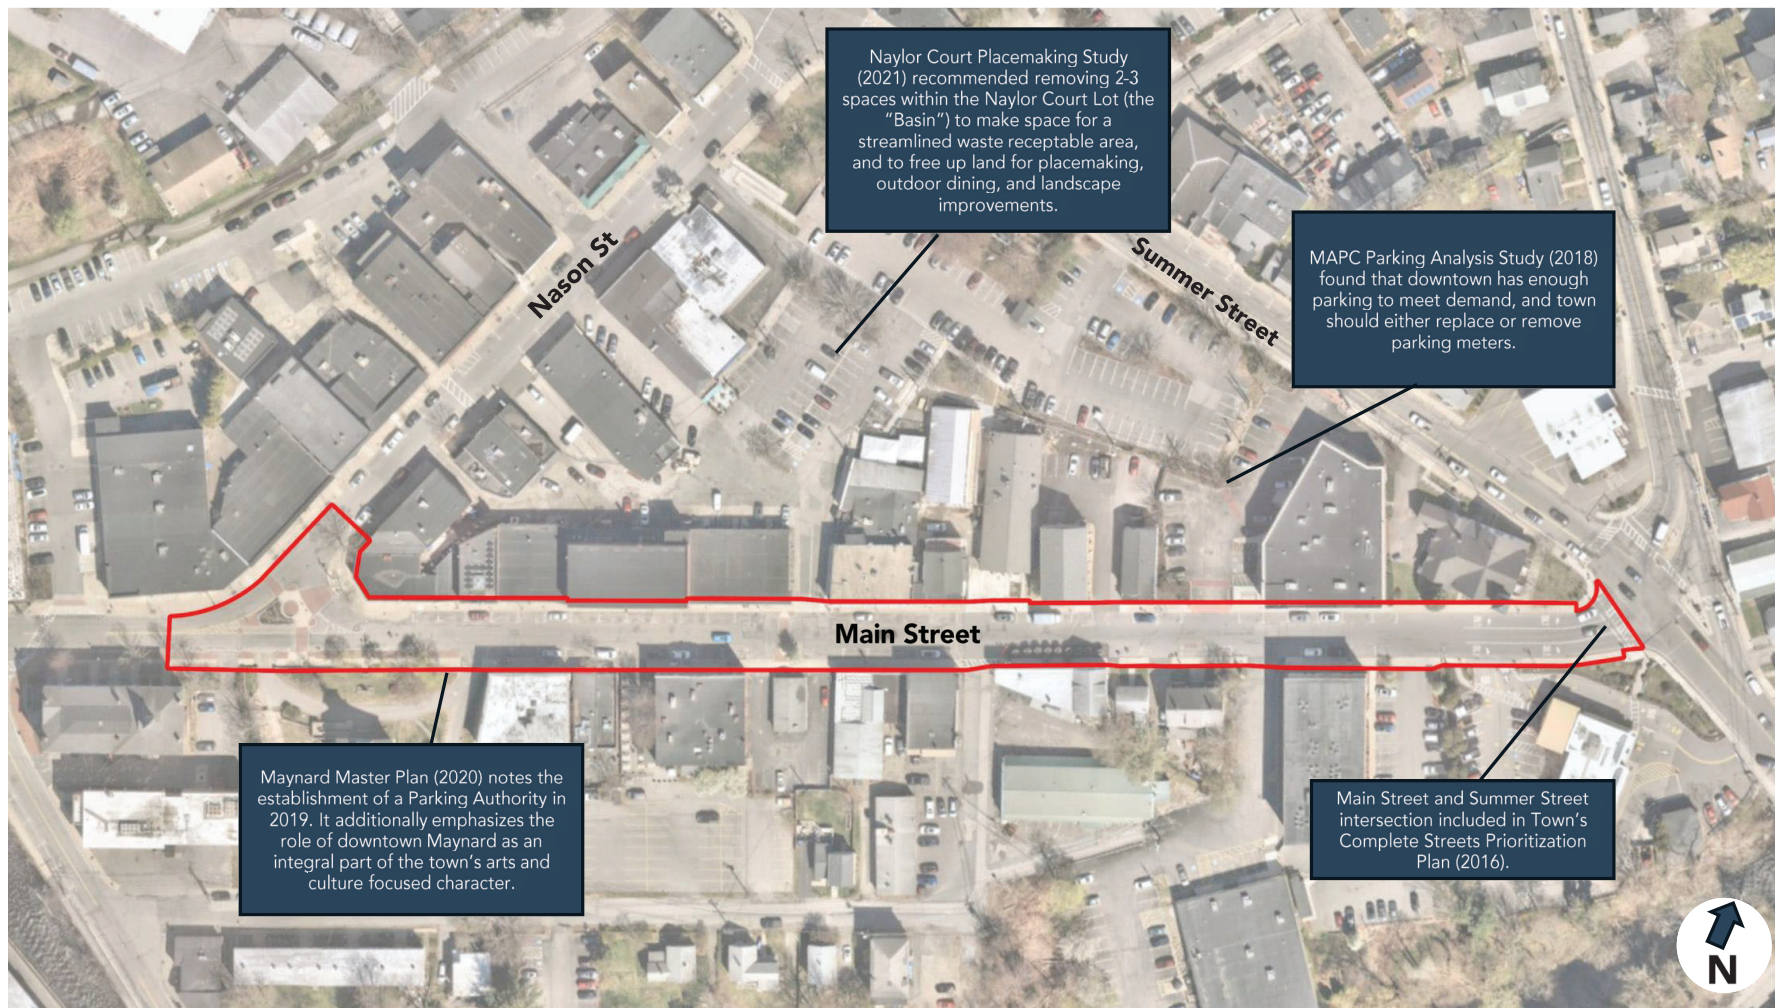 Naylor Court Placemaking Study
(2021) recommended removing 2-3
spaces within the Naylor Court Lot (the
"Basin") to make space for a
streamlined waste receptable area,
and to free up land for placemaking,
outdoor dining, and landscape
improvements.
Nason St
Summer Street
MAPC Parking Analysis Study (2018)
found that downtown has enough
parking to meet demand, and town
should either replace or remove
parking meters.
Main Street
Maynard Master Plan (2020) notes the
establishment of a Parking Authority in
2019. It additionally emphasizes the
role of downtown Maynard as an
integral part of the town's arts and
culture focused character.
Main Street and Summer Street
intersection included in Town's
Complete Streets Prioritization
Plan (2016).
N